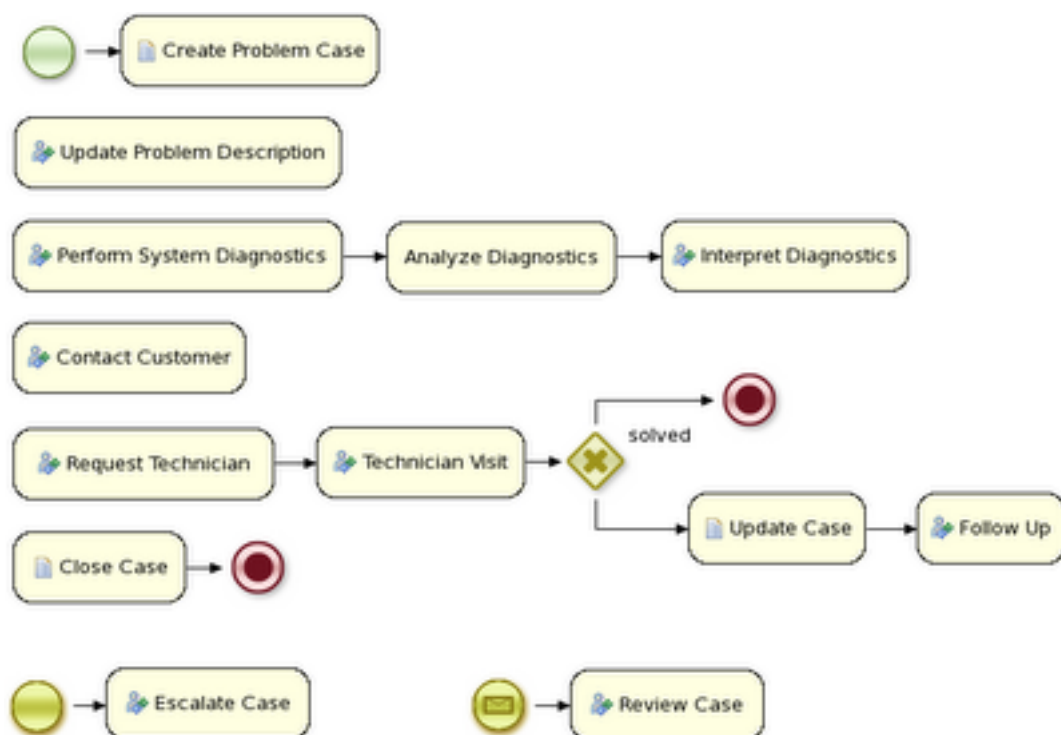 Create Problem Case
Update Problem Description
Perform System Diagnostics
Analyze Diagnostics
Interpret Diagnostics
Contact Customer
solved
Request Technician
Technician Visit
Update Case
Follow Up
Close Case
Escalate Case
Review Case